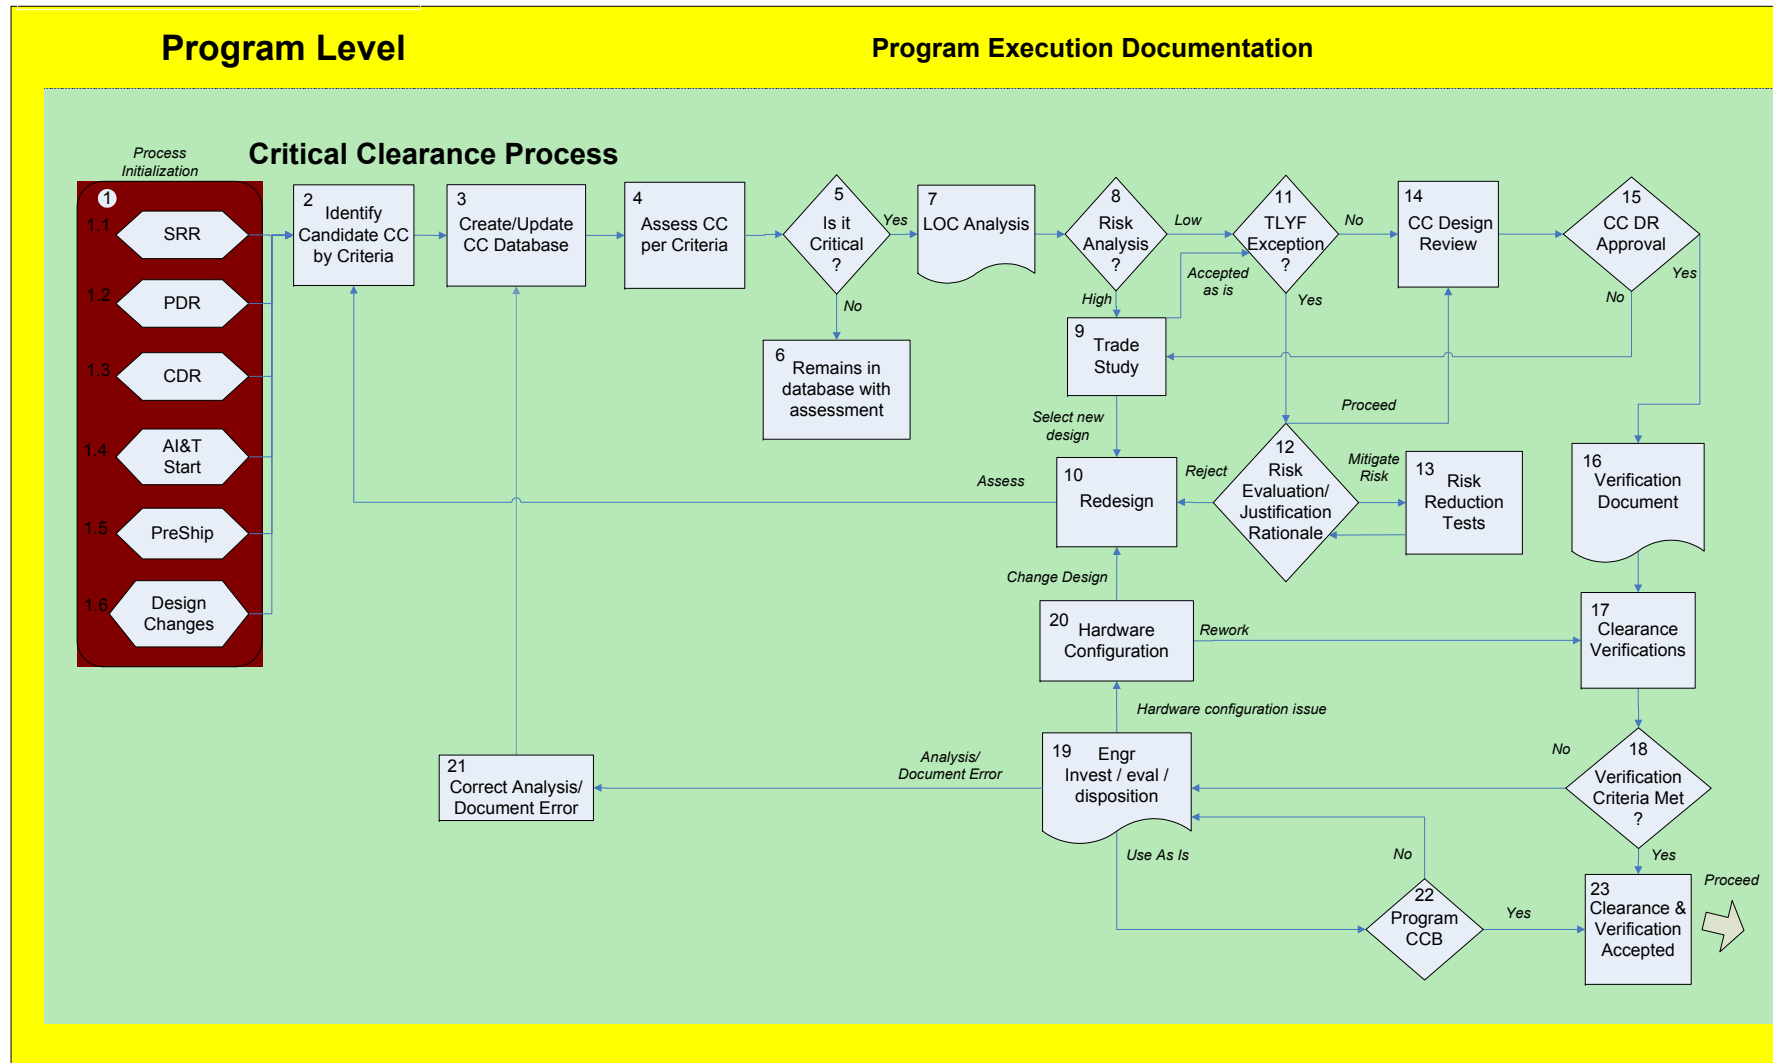 Program Level
Program Execution Documentation
Critical Clearance Process
Process
Initialization
1
1.1
SRR
1.2
PDR
1.3
CDR
1.4
AI&T
Start
1.5
PreShip
1.6
Design
Changes
2
Identify
Candidate CC
by Criteria
3
Create/Update
CC Database
4
Assess CC
per Criteria
5
Is it
Critical
?
Yes
No
6
Remains in
database with
assessment
7
LOC Analysis
8
Risk
Analysis
?
Low
High
Accepted
as is
9
Trade
Study
Select new
design
10
Redesign
Assess
11
TLYF
Exception
?
No
Yes
12
Risk
Evaluation/
Justification
Rationale
Reject
Proceed
Mitigate
Risk
13
Risk
Reduction
Tests
14
CC Design
Review
15
CC DR
Approval
Yes
No
16
Verification
Document
17
Clearance
Verifications
18
Verification
Criteria Met
?
No
Yes
19
Engr
Invest / eval /
disposition
Hardware configuration issue
Analysis/
Document Error
Use As Is
20
Hardware
Configuration
Change Design
Rework
21
Correct Analysis/
Document Error
22
Program
CCB
No
Yes
23
Clearance &
Verification
Accepted
Proceed